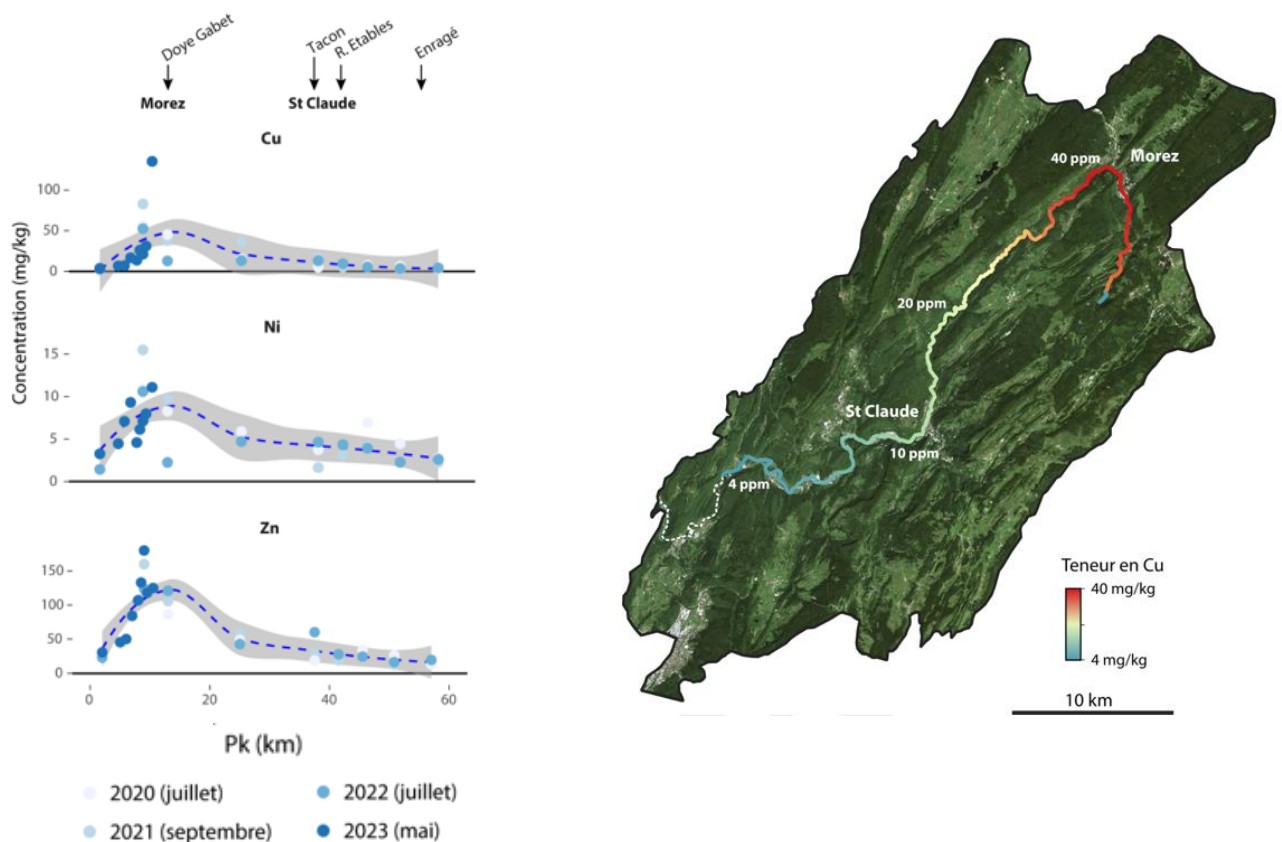 Doye Gabet
Tacon
R. Etables
Enragé
Morez
St Claude
Cu
Concentration (mg/kg)
100
50
0
Ni
15
10
5
0
Zn
150
100
50
0
0 20 40 60
Pk (km)
2020 (juillet)
2022 (juillet)
2021 (septembre)
2023 (mai)
40 ppm
Morez
20 ppm
St Claude
10 ppm
4 ppm
Teneur en Cu
40 mg/kg
4 mg/kg
10 km